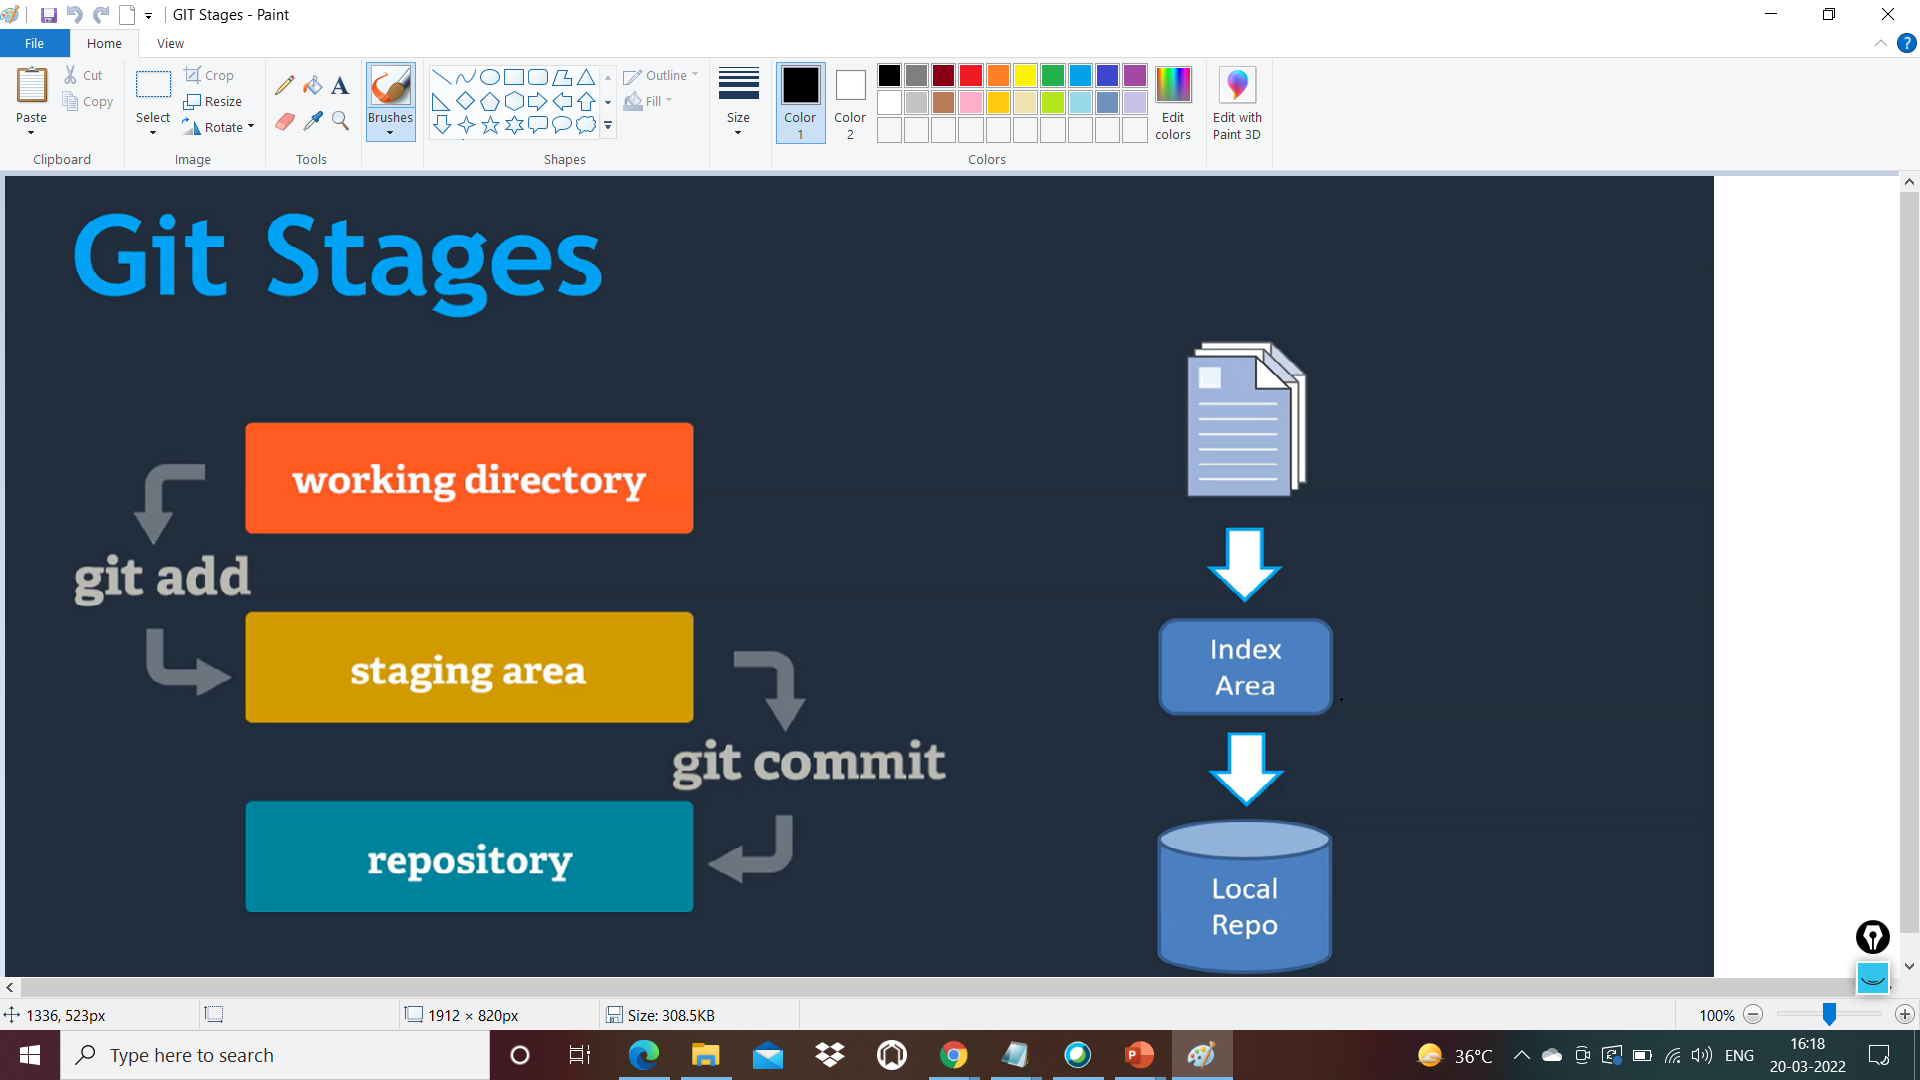 GIT Stages - Paint
File
Home
View
Paste
Cut
Copy
Clipboard
Select
Crop
Resize
Rotate
Image
Tools
Brushes
Outline
Fill
Shapes
Size
Color
1
Color
2
Edit
colors
Colors
Edit with
Paint 3D
Git Stages
working directory
git add
staging area
git commit
repository
Index
Area
Local
Repo
1336, 523px
1912 × 820px
Size: 308.5KB
100%
Type here to search
36°C
ENG
16:18
20-03-2022